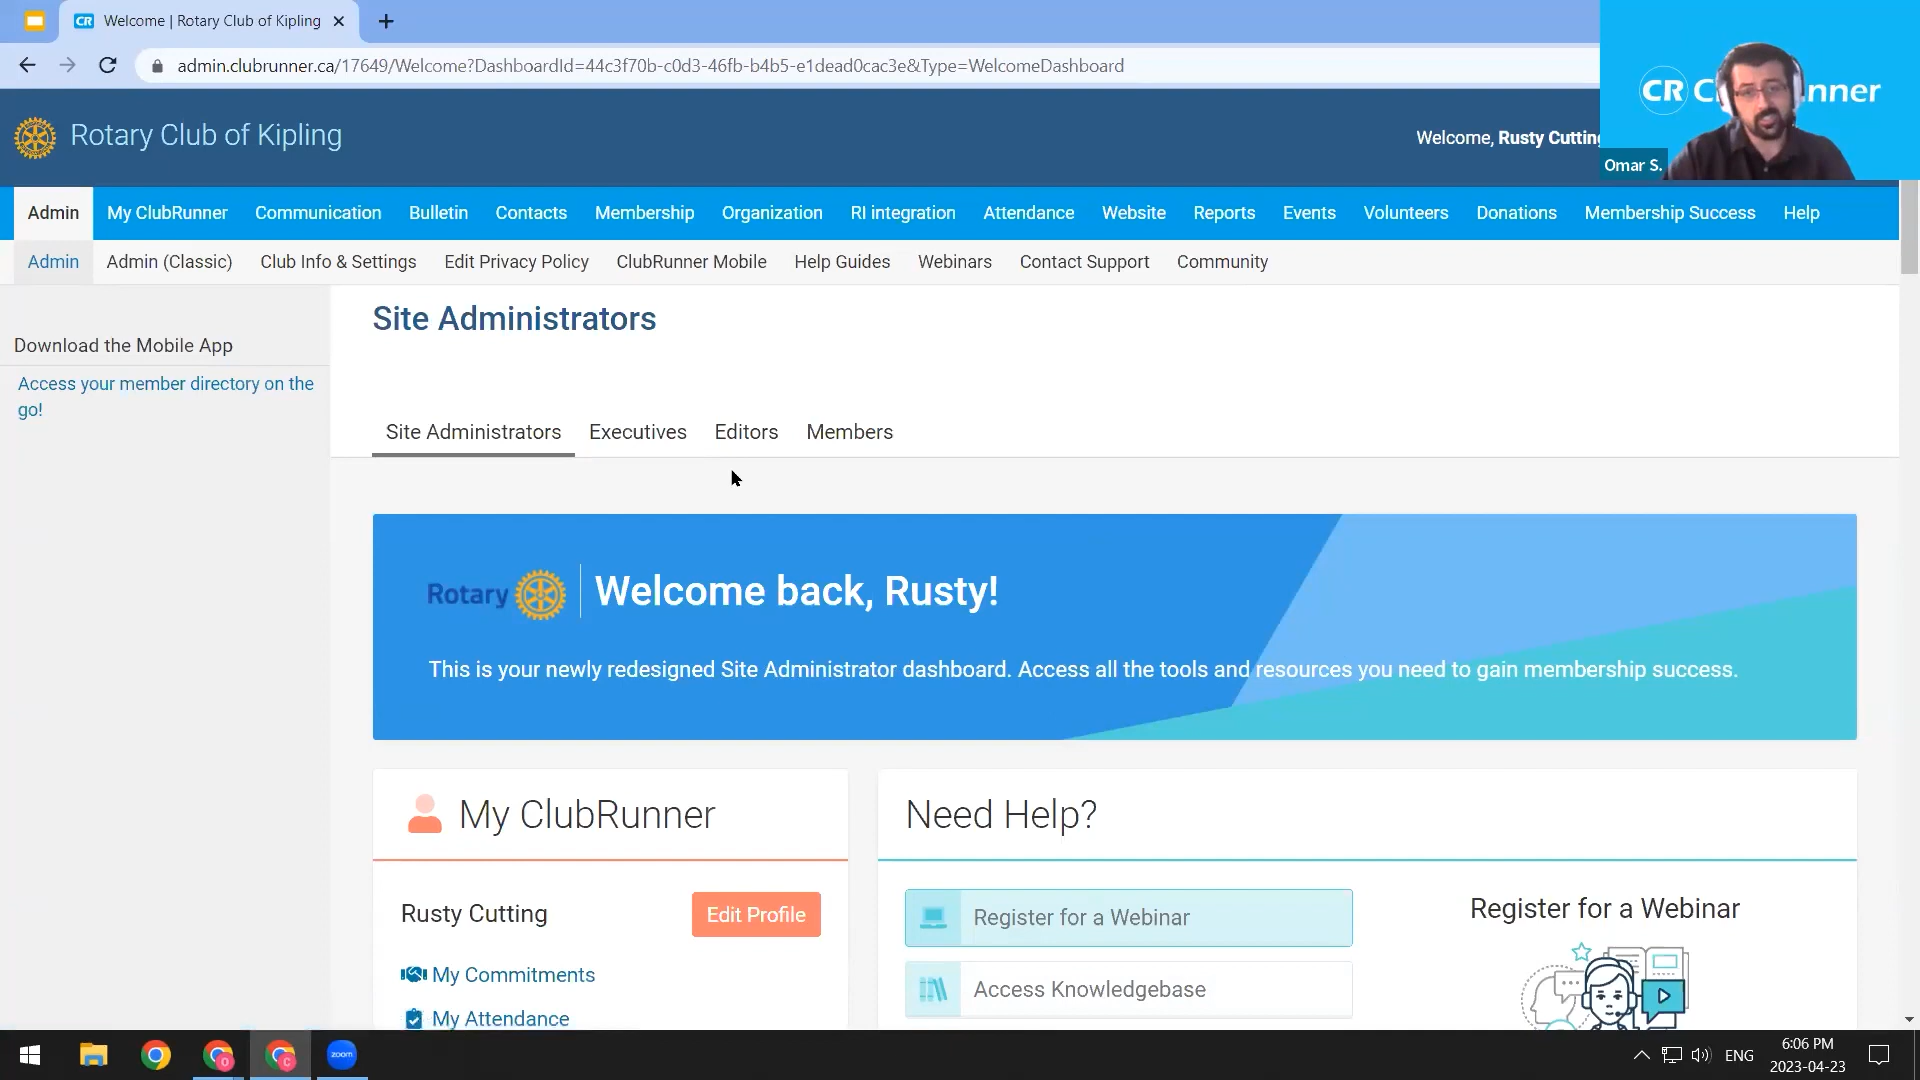 CR Welcome | Rotary Club of Kipling
admin.clubrunner.ca/17649/Welcome?DashboardId=44c3f70b-c0d3-46fb-b4b5-e1dead0cac3e&Type=WelcomeDashboard
Rotary Club of Kipling
Welcome, Rusty Cutting
CR C nner
Omar S.
Admin My ClubRunner Communication Bulletin Contacts Membership Organization RI integration Attendance Website Reports Events Volunteers Donations Membership Success Help
Admin Admin (Classic) Club Info & Settings Edit Privacy Policy ClubRunner Mobile Help Guides Webinars Contact Support Community
Site Administrators
Download the Mobile App
Access your member directory on the
go!
Site Administrators Executives Editors Members
Rotary Welcome back, Rusty!
This is your newly redesigned Site Administrator dashboard. Access all the tools and resources you need to gain membership success.
My ClubRunner
Need Help?
Rusty Cutting
Edit Profile
Register for a Webinar
Register for a Webinar
My Commitments
Access Knowledgebase
My Attendance
zoom
ENG
6:06 PM
2023-04-23